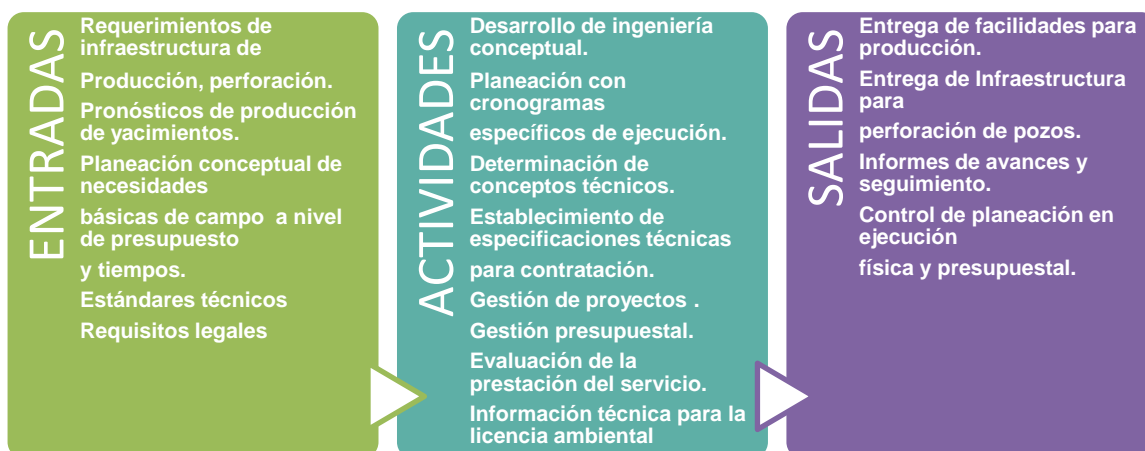 ENTRADAS
Requerimientos de
infraestructura de
Producción, perforación.
Pronósticos de producción
de yacimientos.
Planeación conceptual de
necesidades
básicas de campo a nivel
de presupuesto
y tiempos.
Estándares técnicos
Requisitos legales
ACTIVIDADES
Desarrollo de ingeniería
conceptual.
Planeación con
cronogramas
específicos de ejecución.
Determinación de
conceptos técnicos.
Establecimiento de
especificaciones técnicas
para contratación.
Gestión de proyectos .
Gestión presupuestal.
Evaluación de la
prestación del servicio.
Información técnica para la
licencia ambiental
SALIDAS
Entrega de facilidades para
producción.
Entrega de Infraestructura
para
perforación de pozos.
Informes de avances y
seguimiento.
Control de planeación en
ejecución
física y presupuestal.